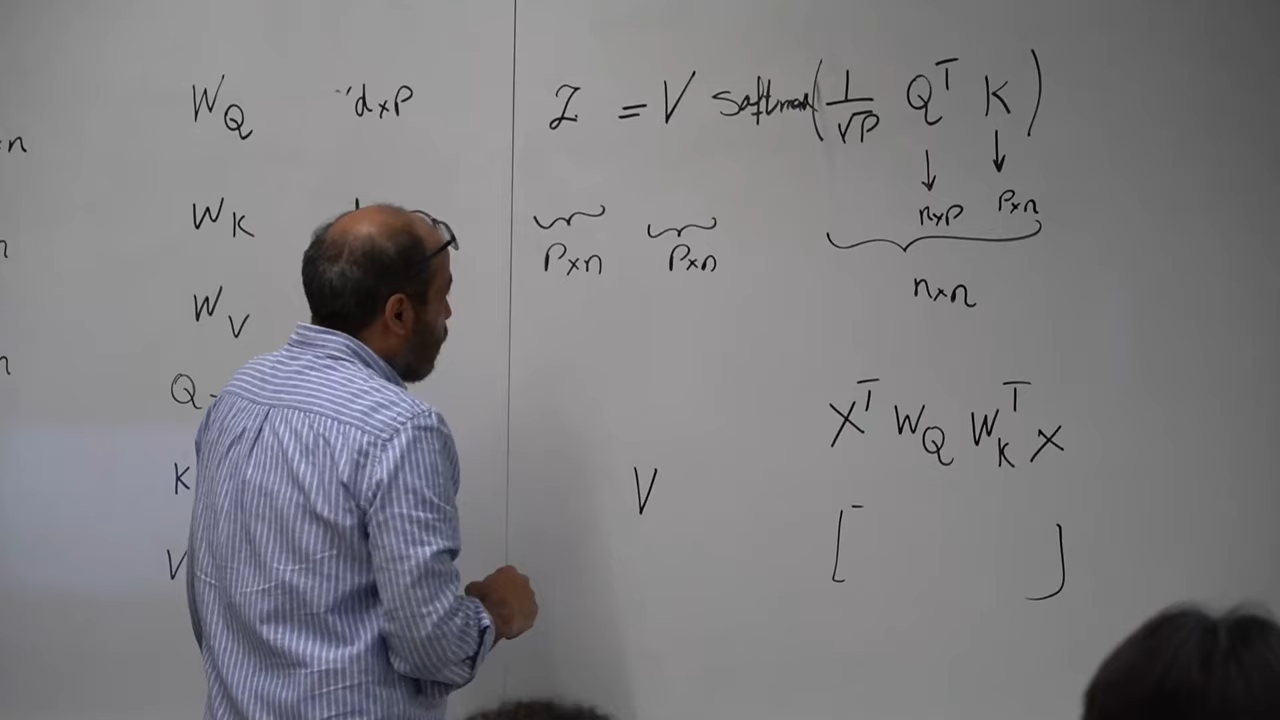 W_Q d×p
×n
W_K
n
W_V
n
Q
K
V
Z = V Softmax(1/√p Q^T K)
n×p p×n
p×n p×n
n×n
X^T W_Q W_K^T X
V [ ]